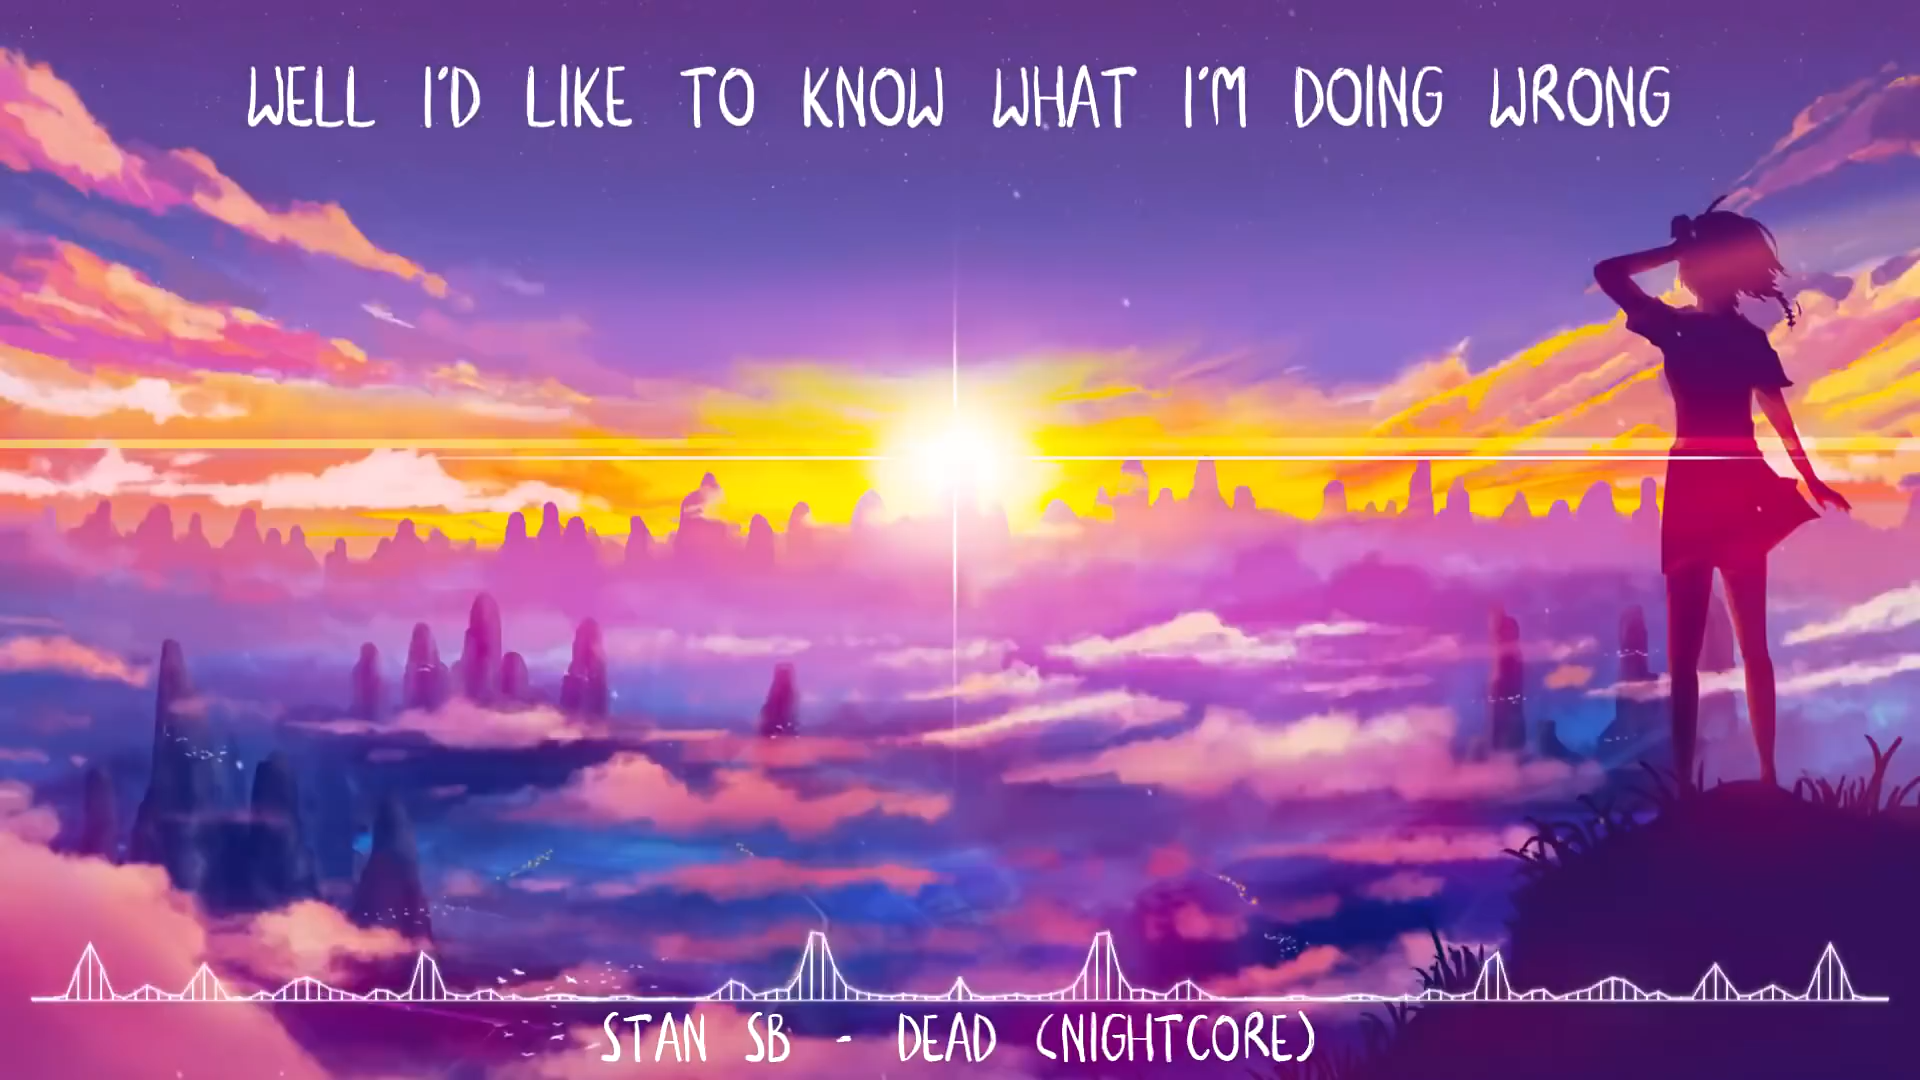 WELL I'D LIKE TO KNOW WHAT I'M DOING WRONG
STAN SB - DEAD (NIGHTCORE)